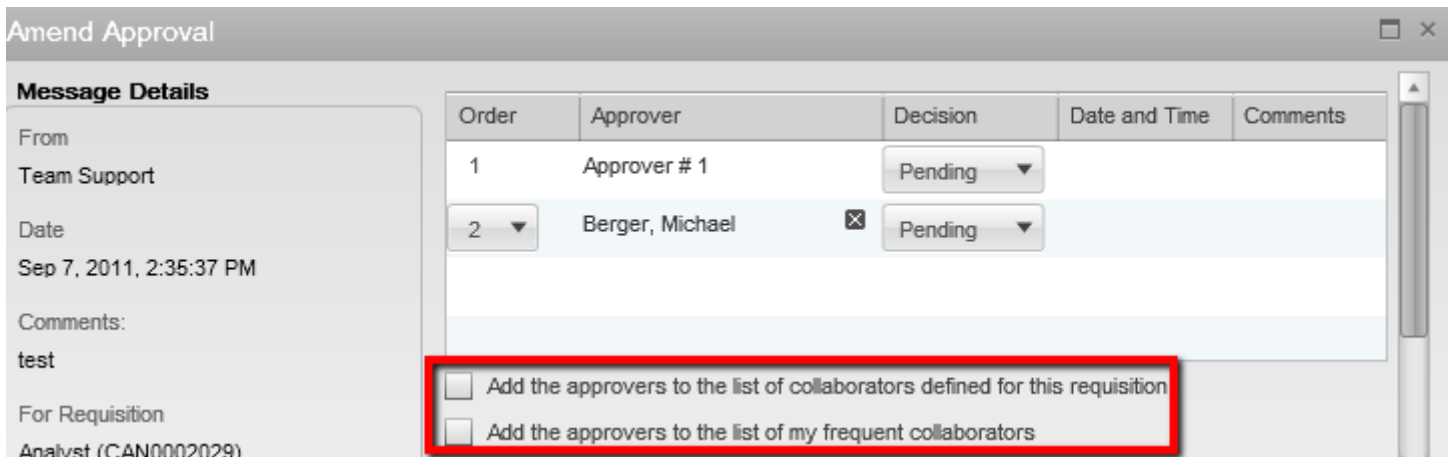 Amend Approval
Message Details
From
Team Support
Date
Sep 7, 2011, 2:35:37 PM
Comments:
test
For Requisition
Analyst (CAN0002029)
Order Approver Decision Date and Time Comments
1 Approver # 1 Pending
2 Berger, Michael Pending
Add the approvers to the list of collaborators defined for this requisition
Add the approvers to the list of my frequent collaborators